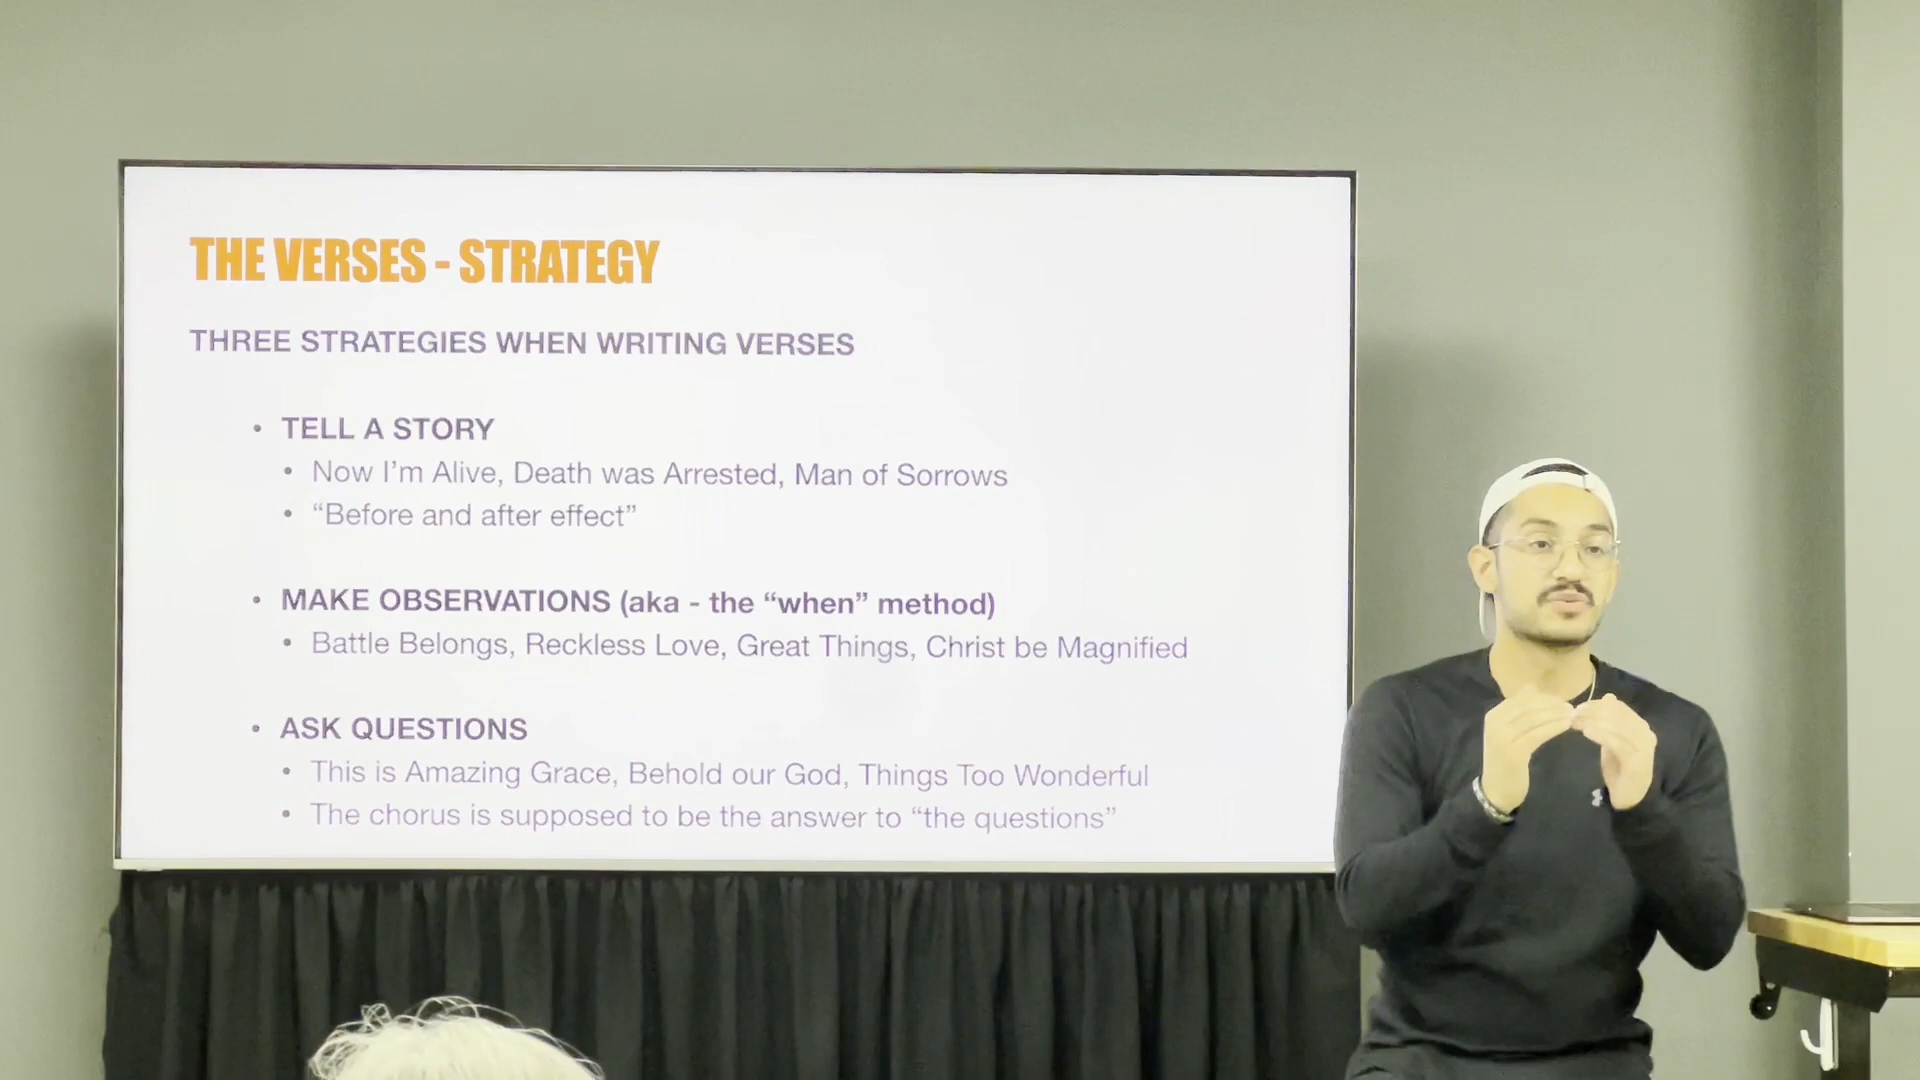 THE VERSES - STRATEGY
THREE STRATEGIES WHEN WRITING VERSES
• TELL A STORY
• Now I'm Alive, Death was Arrested, Man of Sorrows
• “Before and after effect”
• MAKE OBSERVATIONS (aka - the “when” method)
• Battle Belongs, Reckless Love, Great Things, Christ be Magnified
• ASK QUESTIONS
• This is Amazing Grace, Behold our God, Things Too Wonderful
• The chorus is supposed to be the answer to “the questions”